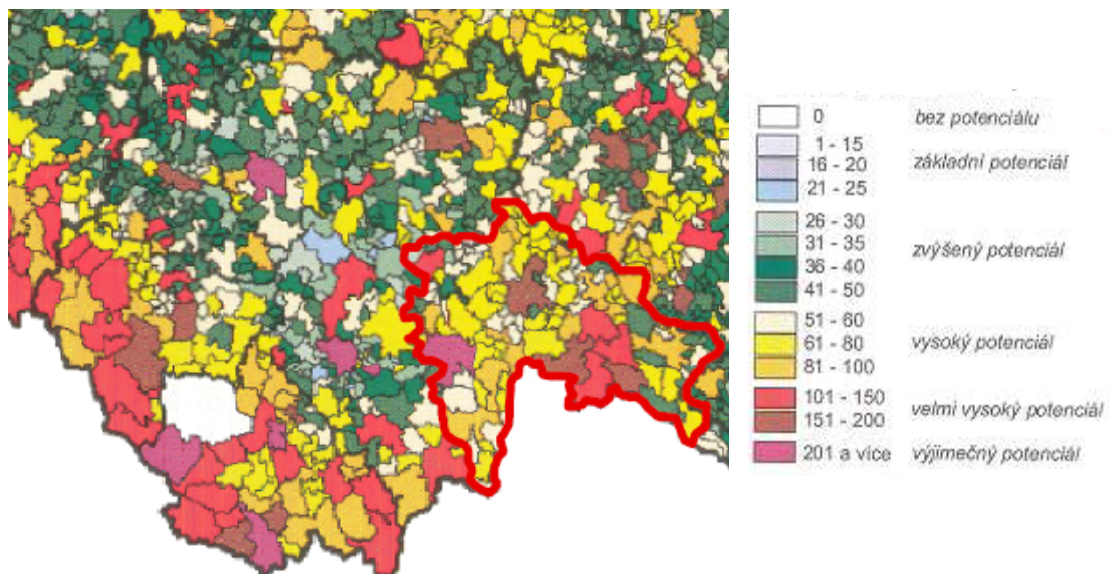 0 bez potenciálu
1 - 15
16 - 20 základní potenciál
21 - 25
26 - 30
31 - 35 zvýšený potenciál
36 - 40
41 - 50
51 - 60
61 - 80 vysoký potenciál
81 - 100
101 - 150 velmi vysoký potenciál
151 - 200
201 a více výjimečný potenciál